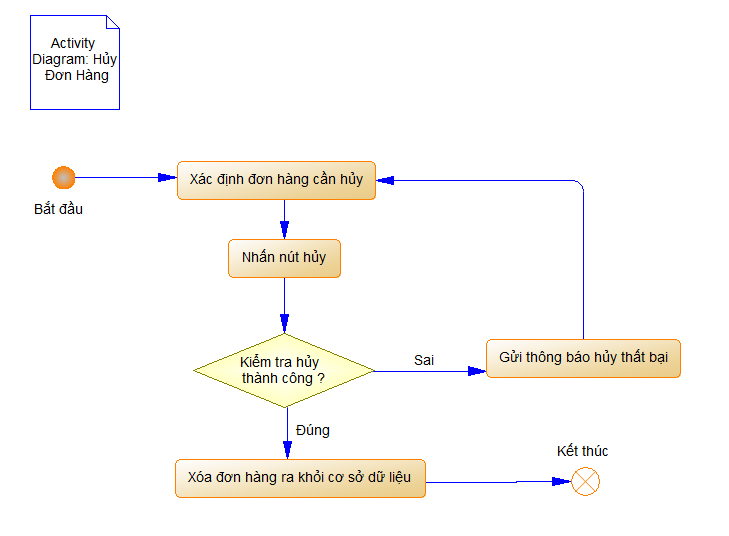 Activity
Diagram: Hủy
Đơn Hàng
Bắt đầu
Xác định đơn hàng cần hủy
Nhấn nút hủy
Kiểm tra hủy
thành công ?
Sai
Gửi thông báo hủy thất bại
Đúng
Xóa đơn hàng ra khỏi cơ sở dữ liệu
Kết thúc